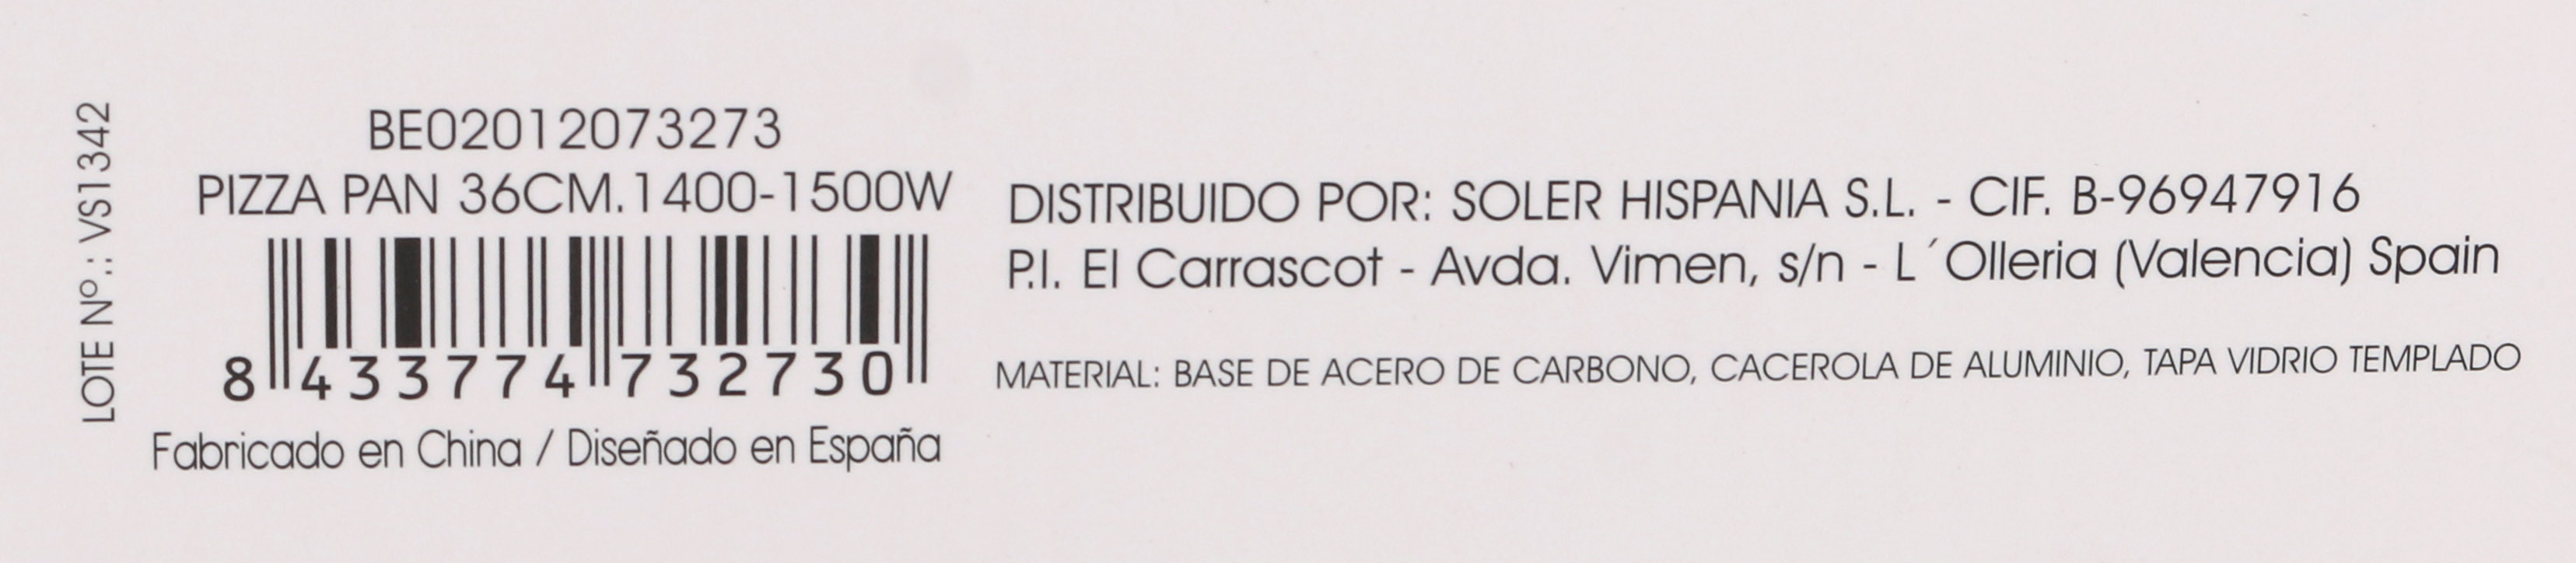 LOTE Nº.: VS1342
BE02012073273
PIZZA PAN 36CM.1400-1500W
8 433774 732730
Fabricado en China / Diseñado en España
DISTRIBUIDO POR: SOLER HISPANIA S.L. - CIF. B-96947916
P.I. El Carrascot - Avda. Vimen, s/n - L´Olleria (Valencia) Spain
MATERIAL: BASE DE ACERO DE CARBONO, CACEROLA DE ALUMINIO, TAPA VIDRIO TEMPLADO